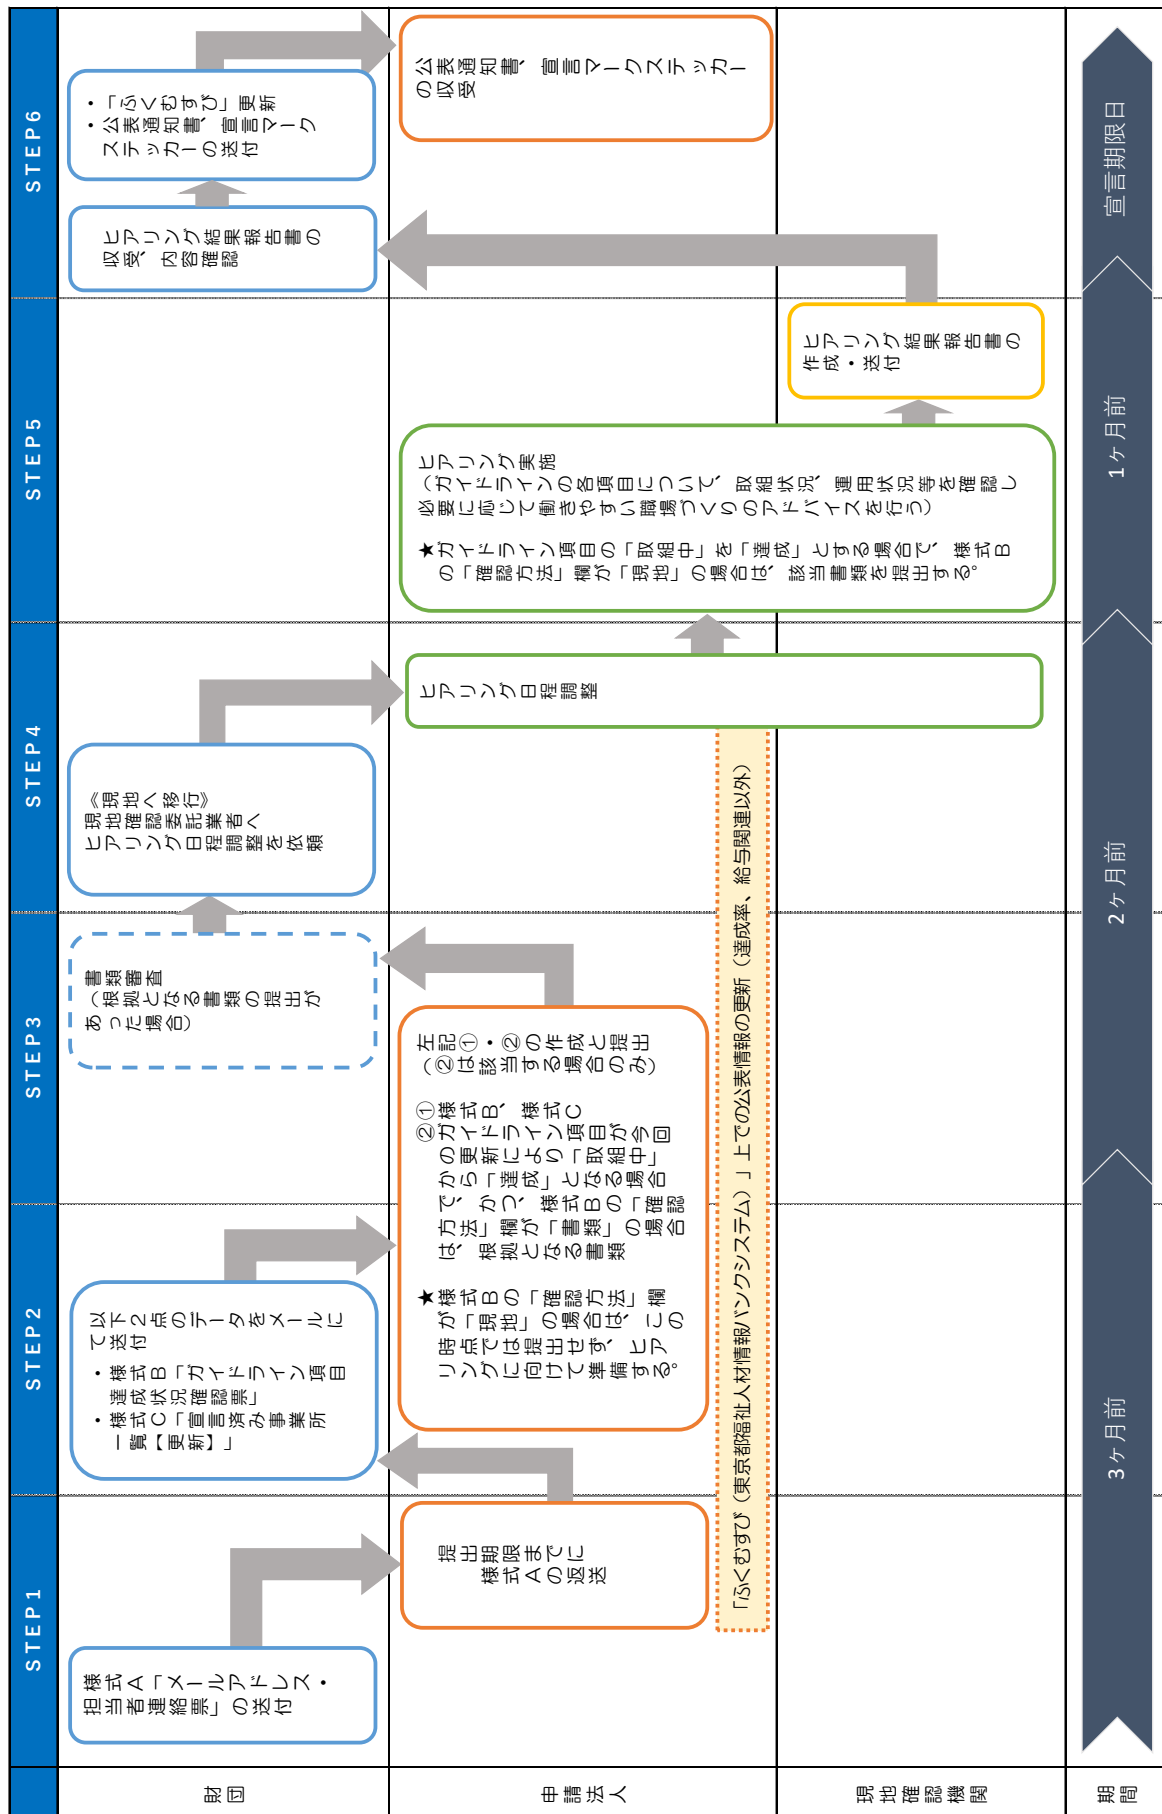 STEP1
STEP2
STEP3
STEP4
STEP5
STEP6
財団
様式A「メールアドレス・
担当者連絡票」の送付
以下2点のデータをメールに
て送付
・様式B「ガイドライン項目
達成状況確認票」
・様式C「宣言済み事業所
一覧【更新】」
書類審査
(根拠となる書類の提出が
あった場合)
《現地へ移行》
現地確認委託業者へ
ヒアリング日程調整を依頼
ヒアリング結果報告書の
収受、内容確認
・「ふくむすび」更新
・公表通知書、宣言マーク
ステッカーの送付
申請法人
提出期限までに
様式Aの返送
左記①・②の作成と提出
(②は該当する場合のみ)
①様式B、様式C
②ガイドライン項目が今回
の更新により「取組中」
から「達成」となる場合
で、かつ、様式Bの「確認
方法」欄が「書類」の場合
は、根拠となる書類
★様式Bの「確認方法」欄
が「現地」の場合は、この
時点では提出せず、ヒア
リングに向けて準備する。
「ふくむすび(東京都福祉人材情報バンクシステム)」上での公表情報の更新(達成率、給与関連以外)
ヒアリング日程調整
ヒアリング実施
(ガイドラインの各項目について、取組状況、運用状況等を確認し
必要に応じて働きやすい職場づくりのアドバイスを行う)
★ガイドライン項目の「取組中」を「達成」とする場合で、様式B
の「確認方法」欄が「現地」の場合は、該当書類を提出する。
公表通知書、宣言マークステッカー
の収受
現地確認機関
ヒアリング結果報告書の
作成・送付
期間
3ヶ月前
2ヶ月前
1ヶ月前
宣言期限日